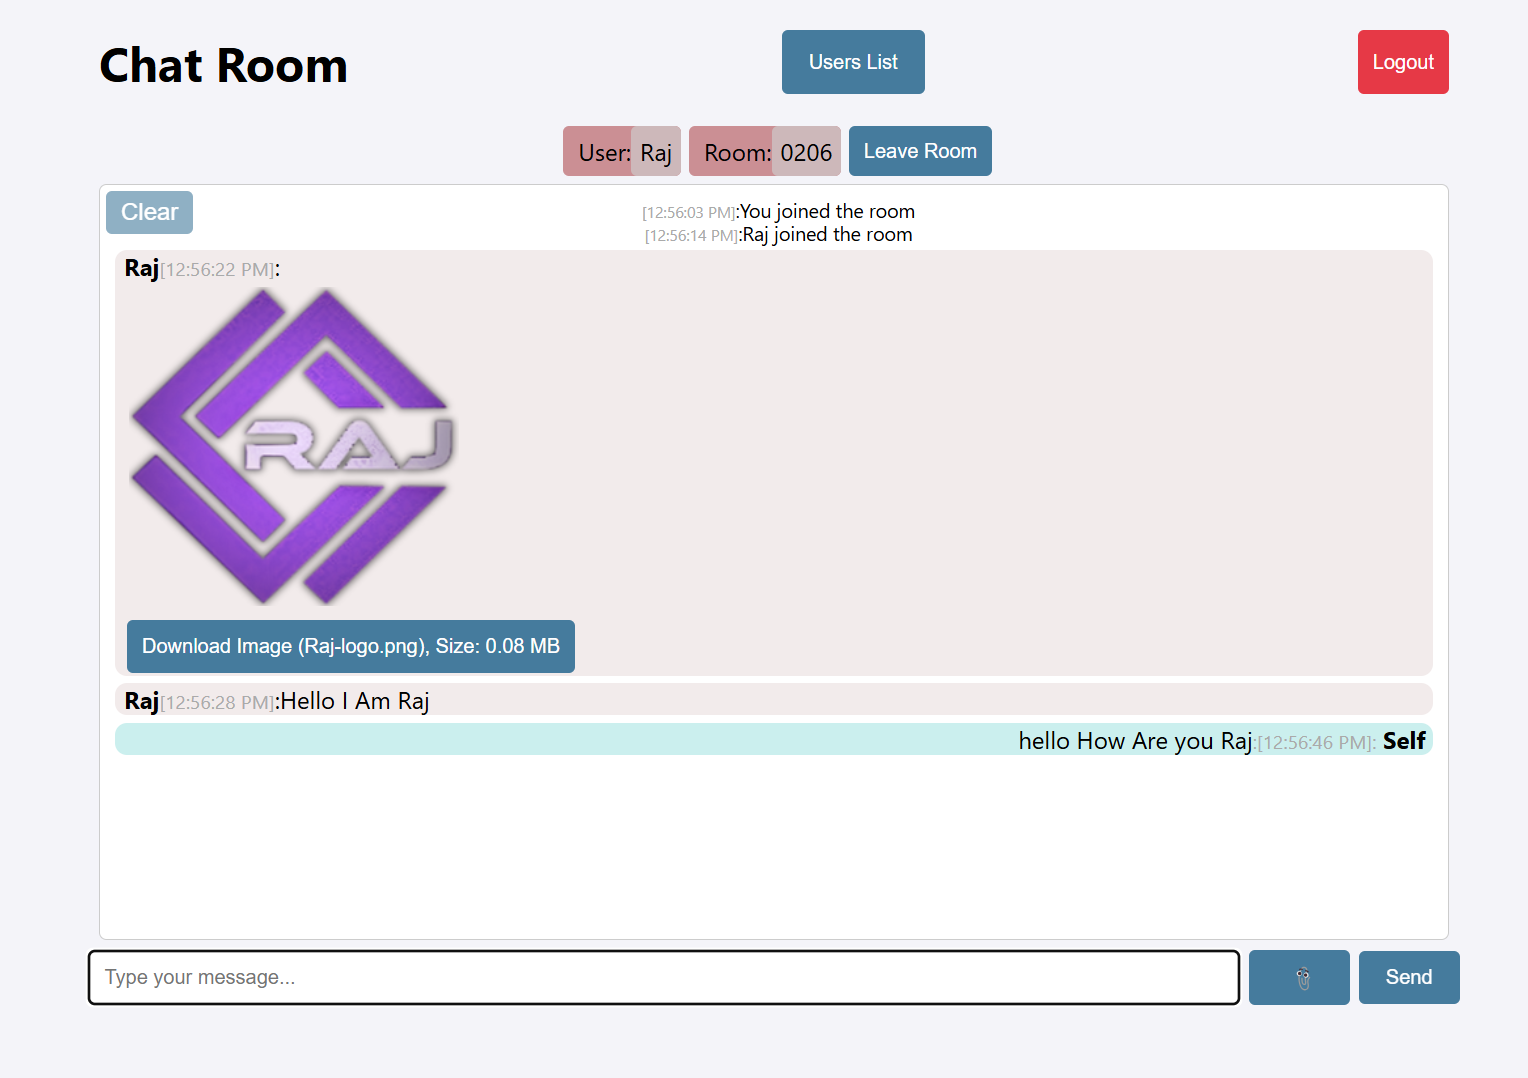 Chat Room
Users List
Logout
User: Raj
Room: 0206
Leave Room
Clear
[12:56:03 PM]:You joined the room
[12:56:14 PM]:Raj joined the room
Raj[12:56:22 PM]:
RAJ
Download Image (Raj-logo.png), Size: 0.08 MB
Raj[12:56:28 PM]:Hello I Am Raj
hello How Are you Raj:[12:56:46 PM]: Self
Type your message...
Send